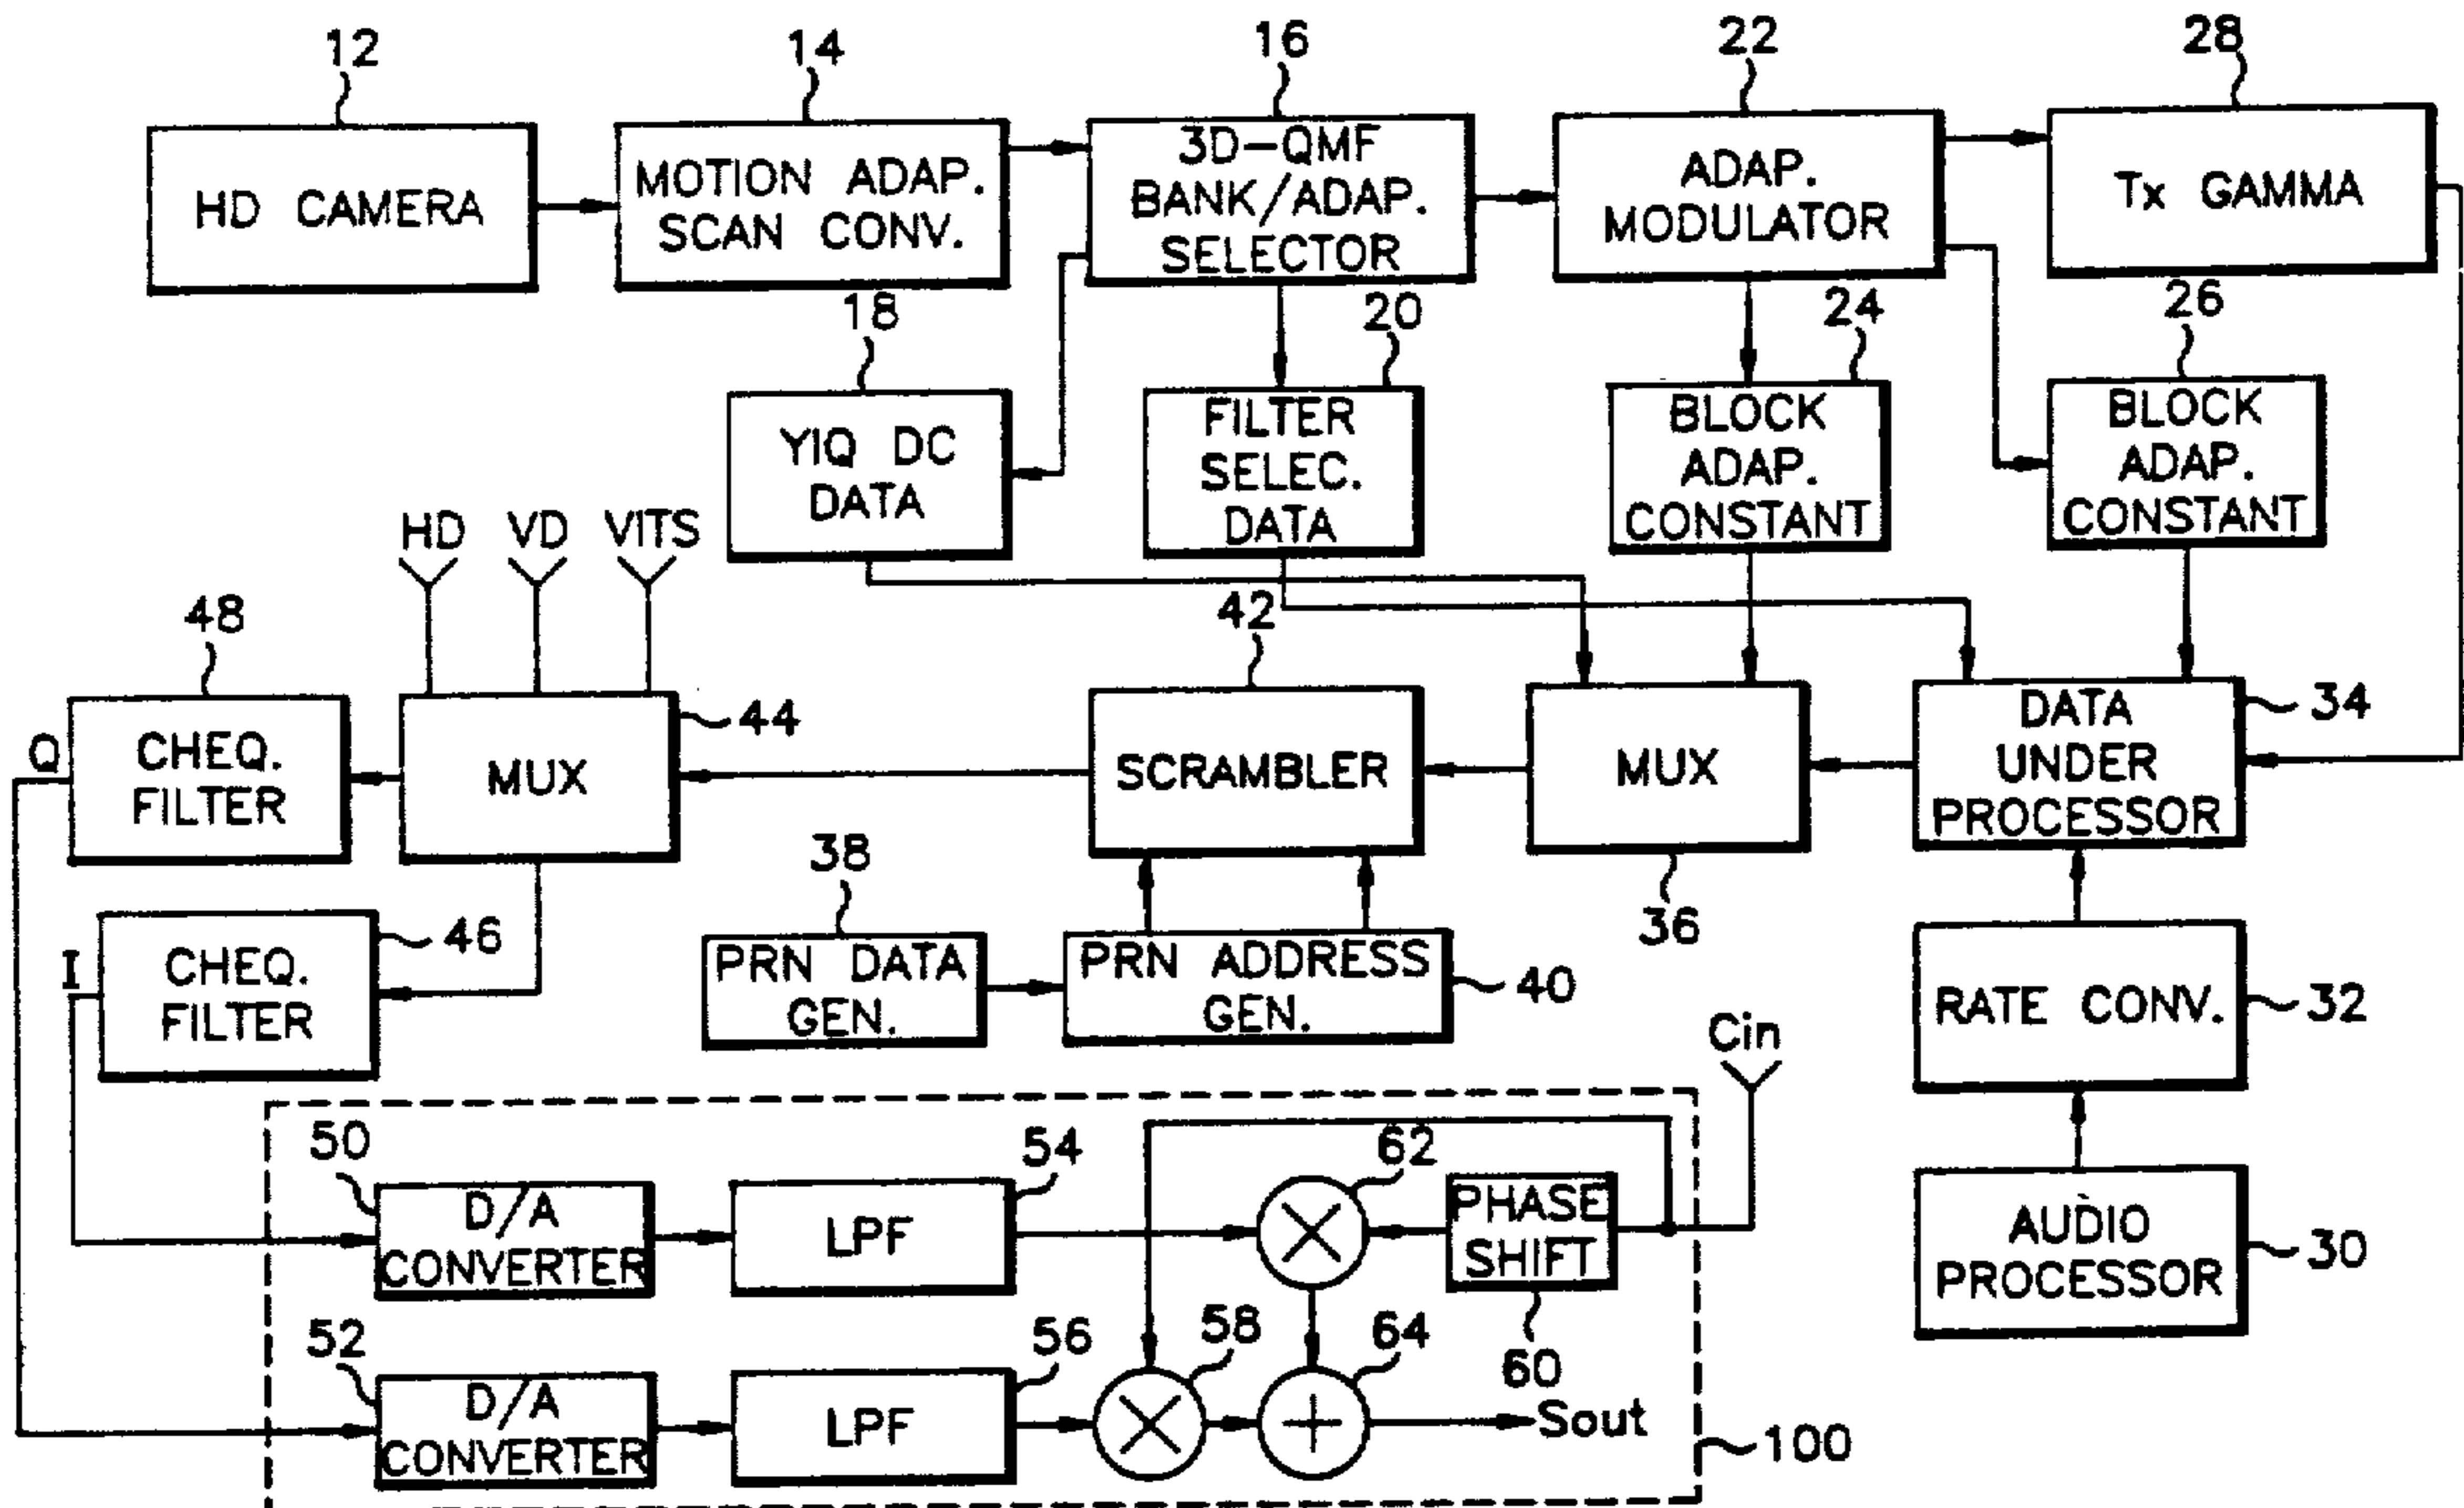 12
14
16
22
28
HD CAMERA
MOTION ADAP.
SCAN CONV.
3D-QMF
BANK/ADAP.
SELECTOR
ADAP.
MODULATOR
Tx GAMMA
18
20
24
26
YIQ DC
DATA
FILTER
SELEC.
DATA
BLOCK
ADAP.
CONSTANT
BLOCK
ADAP.
CONSTANT
HD
VD
VITS
48
42
Q
CHEQ.
FILTER
MUX
44
SCRAMBLER
MUX
DATA
UNDER
PROCESSOR
34
38
36
I
CHEQ.
FILTER
46
PRN DATA
GEN.
PRN ADDRESS
GEN.
40
RATE CONV.
32
Cin
50
54
62
D/A
CONVERTER
LPF
PHASE
SHIFT
AUDIO
PROCESSOR
30
52
56
58
64
60
D/A
CONVERTER
LPF
Sout
100